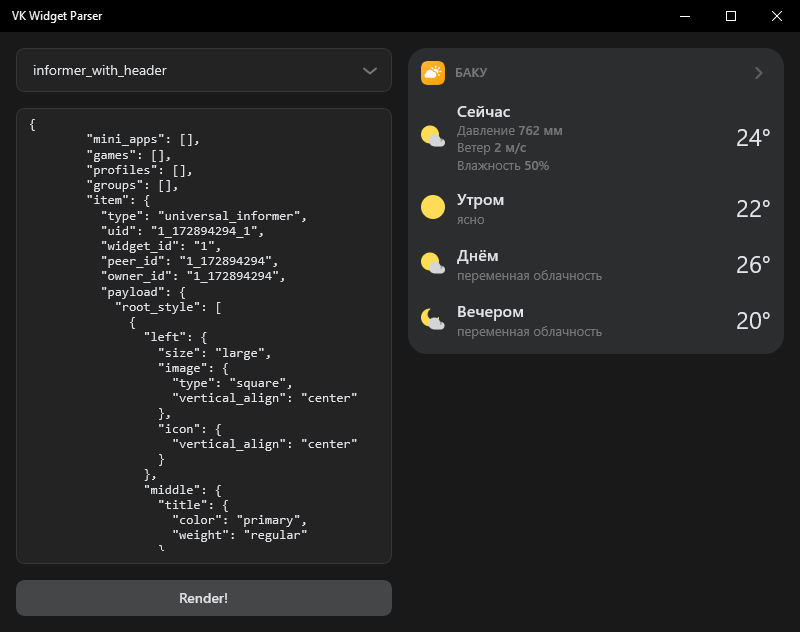 VK Widget Parser
informer_with_header
{
"mini_apps": [],
"games": [],
"profiles": [],
"groups": [],
"item": {
"type": "universal_informer",
"uid": "1_172894294_1",
"widget_id": "1",
"peer_id": "1_172894294",
"owner_id": "1_172894294",
"payload": {
"root_style": [
{
"left": {
"size": "large",
"image": {
"type": "square",
"vertical_align": "center"
},
"icon": {
"vertical_align": "center"
}
},
"middle": {
"title": {
"color": "primary",
"weight": "regular"
}
Render!
БАКУ
Сейчас
Давление 762 мм
Ветер 2 м/с
Влажность 50%
24°
Утром
ясно
22°
Днём
переменная облачность
26°
Вечером
переменная облачность
20°